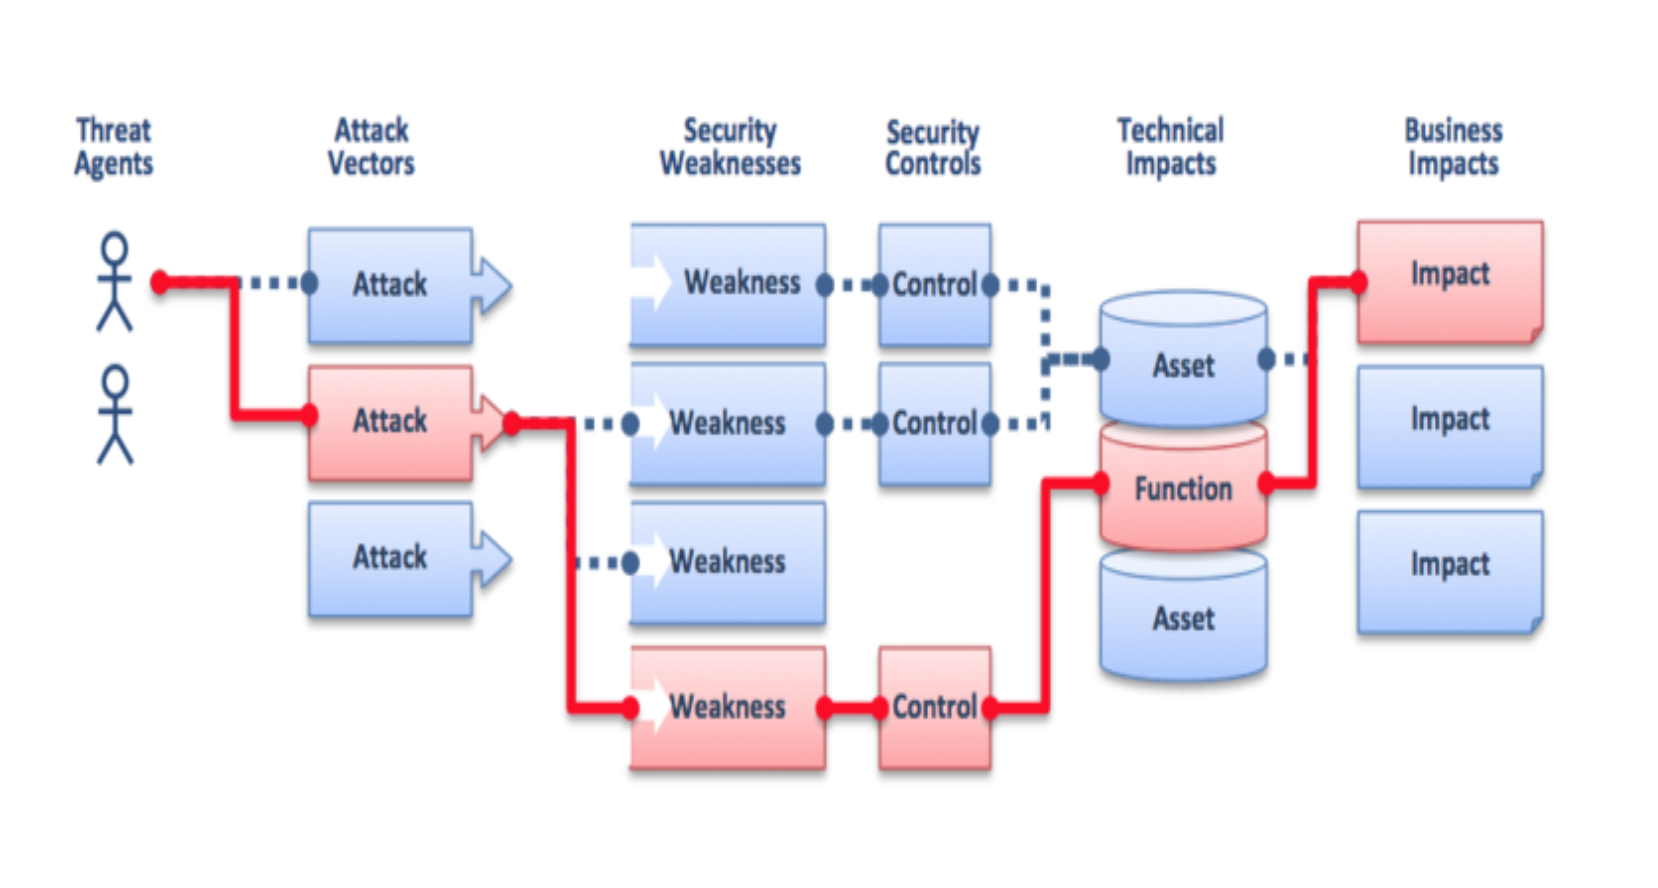 Threat
Agents
Attack
Vectors
Security
Weaknesses
Security
Controls
Technical
Impacts
Business
Impacts
Attack
Attack
Attack
Weakness
Weakness
Weakness
Weakness
Control
Control
Control
Asset
Function
Asset
Impact
Impact
Impact